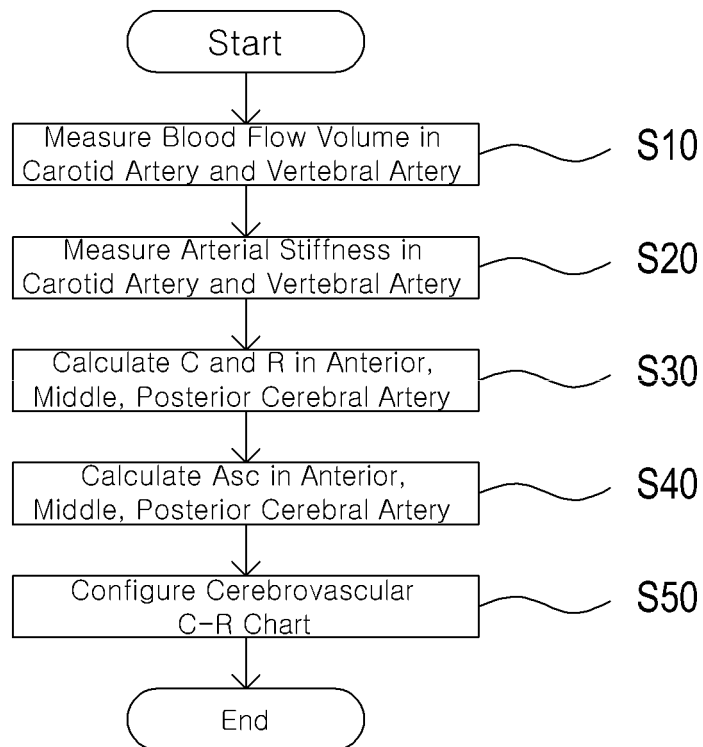 Start
Measure Blood Flow Volume in
Carotid Artery and Vertebral Artery
S10
Measure Arterial Stiffness in
Carotid Artery and Vertebral Artery
S20
Calculate C and R in Anterior,
Middle, Posterior Cerebral Artery
S30
Calculate Asc in Anterior,
Middle, Posterior Cerebral Artery
S40
Configure Cerebrovascular
C-R Chart
S50
End